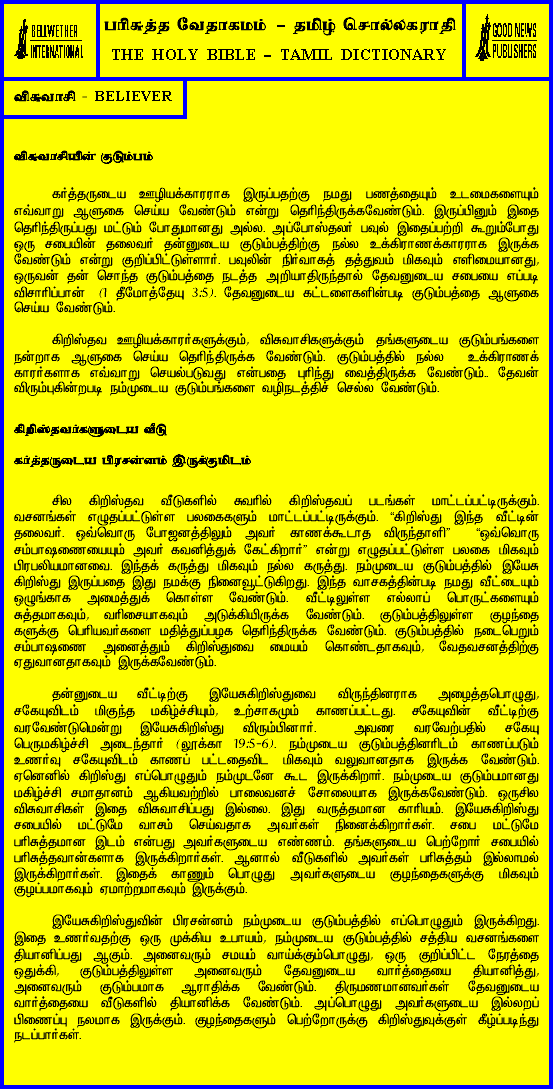 BELLWETHER
INTERNATIONAL
பரிசுத்த வேதாகமம் – தமிழ் சொல்லகராதி
THE HOLY BIBLE – TAMIL DICTIONARY
GOOD NEWS
PUBLISHERS
விசுவாசி - BELIEVER
விசுவாசியின் குடும்பம்
கர்த்தருடைய ஊழியக்காரராக இருப்பதற்கு நமது பணத்தையும் உடமைகளையும்
எவ்வாறு ஆளுகை செய்ய வேண்டும் என்று தெரிந்திருக்கவேண்டும். இருப்பினும் இதை
தெரிந்திருப்பது மட்டும் போதுமானது அல்ல. அப்போஸ்தலர் பவுல் இதைப்பற்றி கூறும்போது
ஒரு சபையின் தலைவர் தன்னுடைய குடும்பத்திற்கு நல்ல உக்கிராணக்காரராக இருக்க
வேண்டும் என்று குறிப்பிட்டுள்ளார். பவுலின் நிர்வாகத் தத்துவம் மிகவும் எளிமையானது,
ஒருவன் தன் சொந்த குடும்பத்தை நடத்த அறியாதிருந்தால் தேவனுடைய சபையை எப்படி
விசாரிப்பான் (1 தீமோத்தேயு 3:5). தேவனுடைய கட்டளைகளின்படி குடும்பத்தை ஆளுகை
செய்ய வேண்டும்.
கிறிஸ்தவ ஊழியக்காரர்களுக்கும், விசுவாசிகளுக்கும் தங்களுடைய குடும்பங்களை
நன்றாக ஆளுகை செய்ய தெரிந்திருக்க வேண்டும். குடும்பத்தில் நல்ல உக்கிராணக்
காரர்களாக எவ்வாறு செயல்படுவது என்பதை புரிந்து வைத்திருக்க வேண்டும்.. தேவன்
விரும்புகின்றபடி நம்முடைய குடும்பங்களை வழிநடத்திச் செல்ல வேண்டும்.
கிறிஸ்தவர்களுடைய வீடு
கர்த்தருடைய பிரசன்னம் இருக்குமிடம்
சில கிறிஸ்தவ வீடுகளில் சுவரில் கிறிஸ்தவப் படங்கள் மாட்டப்பட்டிருக்கும்.
வசனங்கள் எழுதப்பட்டுள்ள பலகைகளும் மாட்டப்பட்டிருக்கும். “கிறிஸ்து இந்த வீட்டின்
தலைவர். ஒவ்வொரு போஜனத்திலும் அவர் காணக்கூடாத விருந்தாளி” “ஒவ்வொரு
சம்பாஷணையையும் அவர் கவனித்துக் கேட்கிறார்” என்று எழுதப்பட்டுள்ள பலகை மிகவும்
பிரபலியமானவை. இந்தக் கருத்து மிகவும் நல்ல கருத்து. நம்முடைய குடும்பத்தில் இயேசு
கிறிஸ்து இருப்பதை இது நமக்கு நினைவூட்டுகிறது. இந்த வாசகத்தின்படி நமது வீட்டையும்
ஒழுங்காக அமைத்துக் கொள்ள வேண்டும். வீட்டிலுள்ள எல்லாப் பொருட்களையும்
சுத்தமாகவும், வரிசையாகவும் அடுக்கியிருக்க வேண்டும். குடும்பத்திலுள்ள குழந்தை
களுக்கு பெரியவர்களை மதித்துப்பழக தெரிந்திருக்க வேண்டும். குடும்பத்தில் நடைபெறும்
சம்பாஷணை அனைத்தும் கிறிஸ்துவை மையம் கொண்டதாகவும், வேதவசனத்திற்கு
ஏதுவானதாகவும் இருக்கவேண்டும்.
தன்னுடைய வீட்டிற்கு இயேசுகிறிஸ்துவை விருந்தினராக அழைத்தபொழுது,
சகேயுவிடம் மிகுந்த மகிழ்ச்சியும், உற்சாகமும் காணப்பட்டது. சகேயுவின் வீட்டிற்கு
வரவேண்டுமென்று இயேசுகிறிஸ்து விரும்பினார். அவரை வரவேற்பதில் சகேயு
பெருமகிழ்ச்சி அடைந்தார் (லூக்கா 19:5-6). நம்முடைய குடும்பத்தினரிடம் காணப்படும்
உணர்வு சகேயுவிடம் காணப் பட்டதைவிட மிகவும் வலுவானதாக இருக்க வேண்டும்.
ஏனெனில் கிறிஸ்து எப்பொழுதும் நம்முடனே கூட இருக்கிறார். நம்முடைய குடும்பமானது
மகிழ்ச்சி சமாதானம் ஆகியவற்றில் பாலைவனச் சோலையாக இருக்கவேண்டும். ஒருசில
விசுவாசிகள் இதை விசுவாசிப்பது இல்லை. இது வருத்தமான காரியம். இயேசுகிறிஸ்து
சபையில் மட்டுமே வாசம் செய்வதாக அவர்கள் நினைக்கிறார்கள். சபை மட்டுமே
பரிசுத்தமான இடம் என்பது அவர்களுடைய எண்ணம். தங்களுடைய பெற்றோர் சபையில்
பரிசுத்தவான்களாக இருக்கிறார்கள். ஆனால் வீடுகளில் அவர்கள் பரிசுத்தம் இல்லாமல்
இருக்கிறார்கள். இதைக் காணும் பொழுது அவர்களுடைய குழந்தைகளுக்கு மிகவும்
குழப்பமாகவும் ஏமாற்றமாகவும் இருக்கும்.
இயேசுகிறிஸ்துவின் பிரசன்னம் நம்முடைய குடும்பத்தில் எப்பொழுதும் இருக்கிறது.
இதை உணர்வதற்கு ஒரு முக்கிய உபாயம், நம்முடைய குடும்பத்தில் சத்திய வசனங்களை
தியானிப்பது ஆகும். அனைவரும் சமயம் வாய்க்கும்பொழுது, ஒரு குறிப்பிட்ட நேரத்தை
ஒதுக்கி, குடும்பத்திலுள்ள அனைவரும் தேவனுடைய வார்த்தையை தியானித்து,
அனைவரும் குடும்பமாக ஆராதிக்க வேண்டும். திருமணமானவர்கள் தேவனுடைய
வார்த்தையை வீடுகளில் தியானிக்க வேண்டும். அப்பொழுது அவர்களுடைய இல்லறப்
பிணைப்பு நலமாக இருக்கும். குழந்தைகளும் பெற்றோருக்கு கிறிஸ்துவுக்குள் கீழ்ப்படிந்து
நடப்பார்கள்.